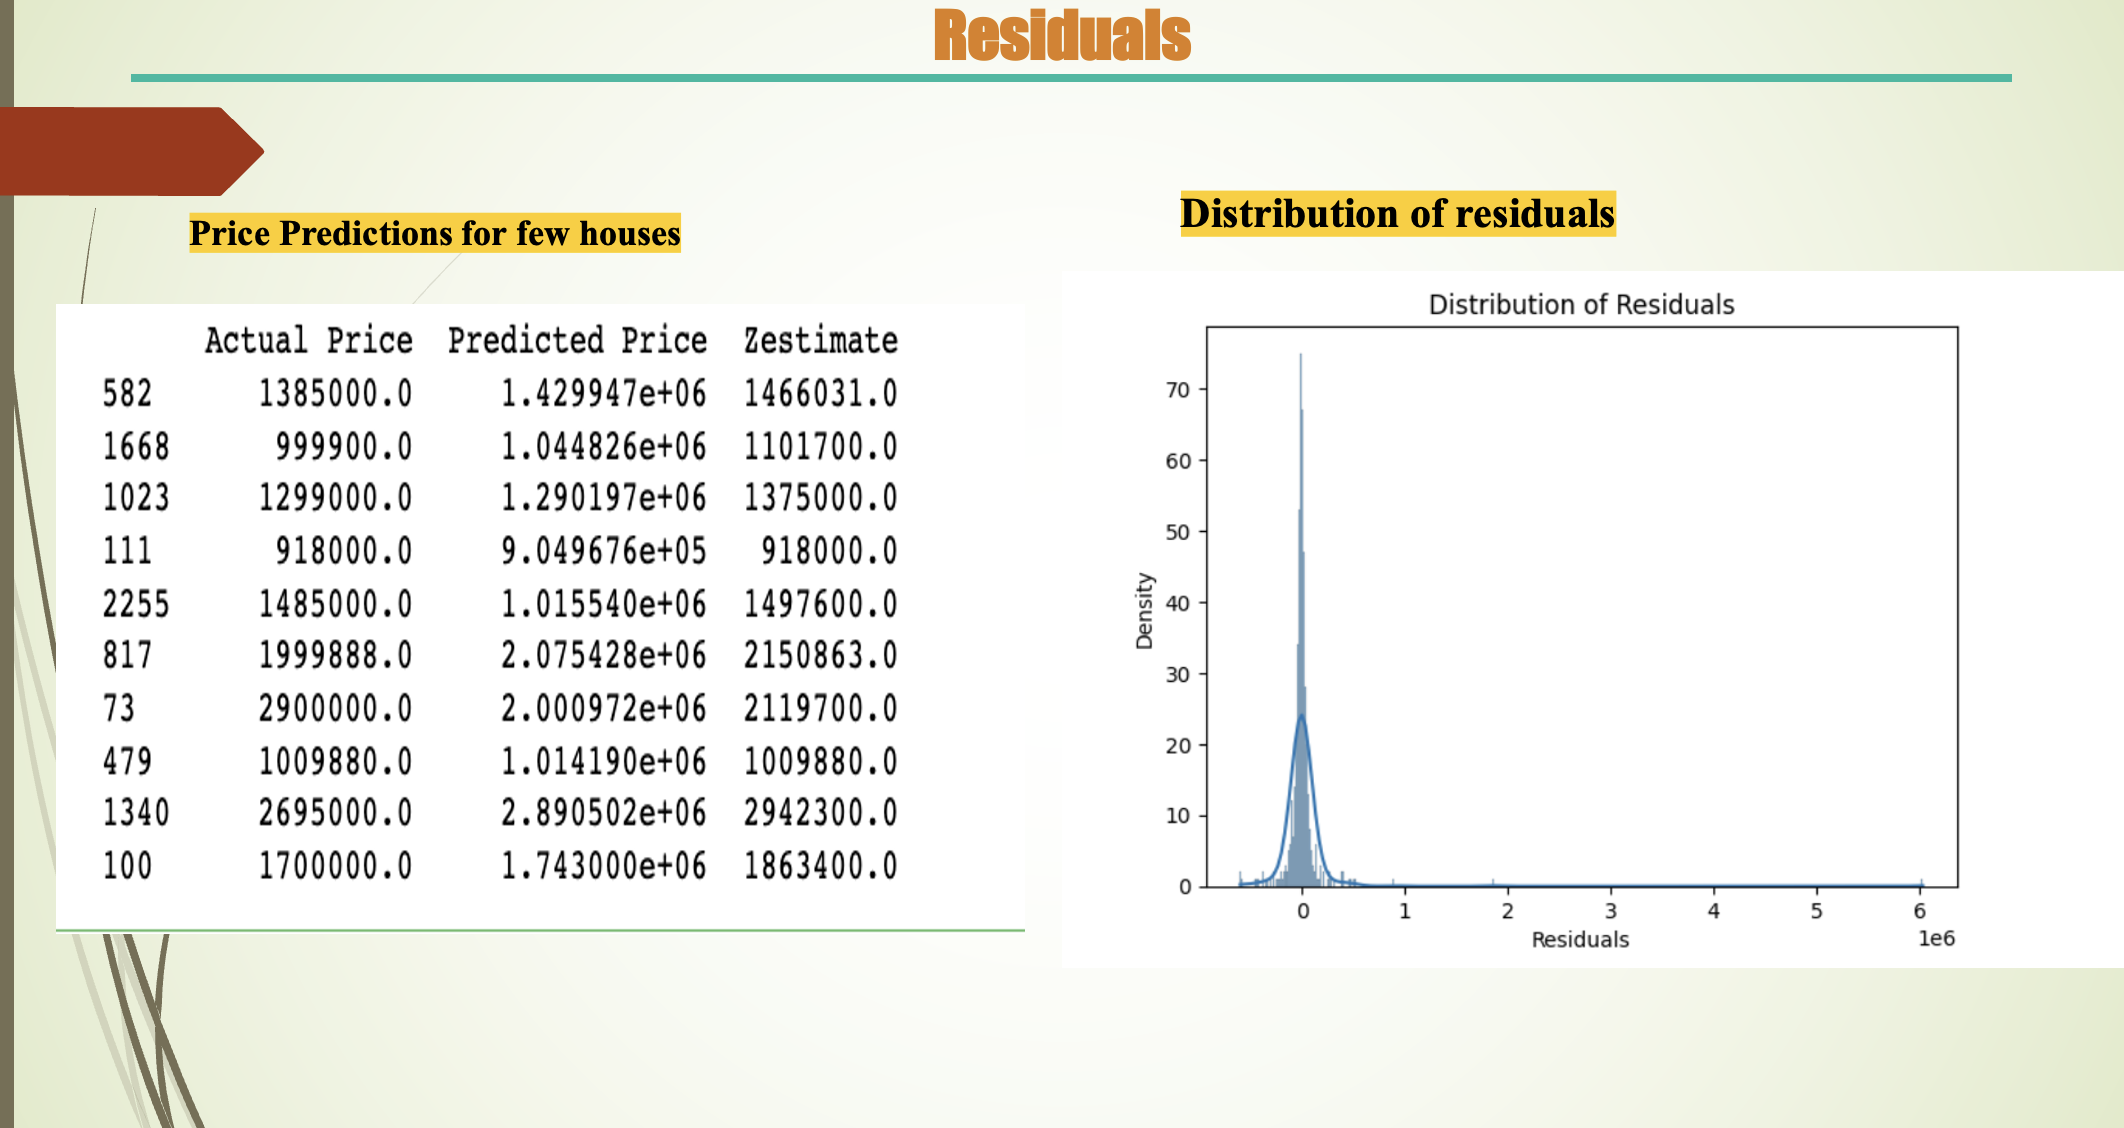 Residuals
Price Predictions for few houses
Actual Price Predicted Price Zestimate
582 1385000.0 1.429947e+06 1466031.0
1668 999900.0 1.044826e+06 1101700.0
1023 1299000.0 1.290197e+06 1375000.0
111 918000.0 9.049676e+05 918000.0
2255 1485000.0 1.015540e+06 1497600.0
817 1999888.0 2.075428e+06 2150863.0
73 2900000.0 2.000972e+06 2119700.0
479 1009880.0 1.014190e+06 1009880.0
1340 2695000.0 2.890502e+06 2942300.0
100 1700000.0 1.743000e+06 1863400.0
Distribution of residuals
Distribution of Residuals
Density
70
60
50
40
30
20
10
0
0 1 2 3 4 5 6
Residuals
1e6